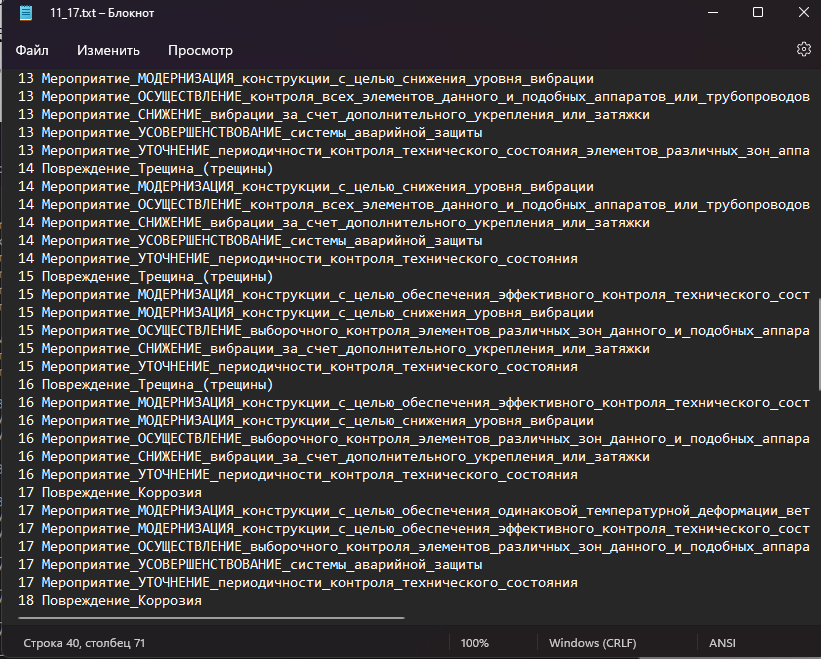 11_17.txt – Блокнот
Файл Изменить Просмотр
13 Мероприятие_МОДЕРНИЗАЦИЯ_конструкции_с_целью_снижения_уровня_вибрации
13 Мероприятие_ОСУЩЕСТВЛЕНИЕ_контроля_всех_элементов_данного_и_подобных_аппаратов_или_трубопроводов
13 Мероприятие_СНИЖЕНИЕ_вибрации_за_счет_дополнительного_укрепления_или_затяжки
13 Мероприятие_УСОВЕРШЕНСТВОВАНИЕ_системы_аварийной_защиты
13 Мероприятие_УТОЧНЕНИЕ_периодичности_контроля_технического_состояния_элементов_различных_зон_аппа
14 Повреждение_Трещина_(трещины)
14 Мероприятие_МОДЕРНИЗАЦИЯ_конструкции_с_целью_снижения_уровня_вибрации
14 Мероприятие_ОСУЩЕСТВЛЕНИЕ_контроля_всех_элементов_данного_и_подобных_аппаратов_или_трубопроводов
14 Мероприятие_СНИЖЕНИЕ_вибрации_за_счет_дополнительного_укрепления_или_затяжки
14 Мероприятие_УСОВЕРШЕНСТВОВАНИЕ_системы_аварийной_защиты
14 Мероприятие_УТОЧНЕНИЕ_периодичности_контроля_технического_состояния
15 Повреждение_Трещина_(трещины)
15 Мероприятие_МОДЕРНИЗАЦИЯ_конструкции_с_целью_обеспечения_эффективного_контроля_технического_сост
15 Мероприятие_МОДЕРНИЗАЦИЯ_конструкции_с_целью_снижения_уровня_вибрации
15 Мероприятие_ОСУЩЕСТВЛЕНИЕ_выборочного_контроля_элементов_различных_зон_данного_и_подобных_аппара
15 Мероприятие_СНИЖЕНИЕ_вибрации_за_счет_дополнительного_укрепления_или_затяжки
15 Мероприятие_УТОЧНЕНИЕ_периодичности_контроля_технического_состояния
16 Повреждение_Трещина_(трещины)
16 Мероприятие_МОДЕРНИЗАЦИЯ_конструкции_с_целью_обеспечения_эффективного_контроля_технического_сост
16 Мероприятие_МОДЕРНИЗАЦИЯ_конструкции_с_целью_снижения_уровня_вибрации
16 Мероприятие_ОСУЩЕСТВЛЕНИЕ_выборочного_контроля_элементов_различных_зон_данного_и_подобных_аппара
16 Мероприятие_СНИЖЕНИЕ_вибрации_за_счет_дополнительного_укрепления_или_затяжки
16 Мероприятие_УТОЧНЕНИЕ_периодичности_контроля_технического_состояния
17 Повреждение_Коррозия
17 Мероприятие_МОДЕРНИЗАЦИЯ_конструкции_с_целью_обеспечения_одинаковой_температурной_деформации_вет
17 Мероприятие_МОДЕРНИЗАЦИЯ_конструкции_с_целью_обеспечения_эффективного_контроля_технического_сост
17 Мероприятие_ОСУЩЕСТВЛЕНИЕ_выборочного_контроля_элементов_различных_зон_данного_и_подобных_аппара
17 Мероприятие_УСОВЕРШЕНСТВОВАНИЕ_системы_аварийной_защиты
17 Мероприятие_УТОЧНЕНИЕ_периодичности_контроля_технического_состояния
18 Повреждение_Коррозия
Строка 40, столбец 71 100% Windows (CRLF) ANSI